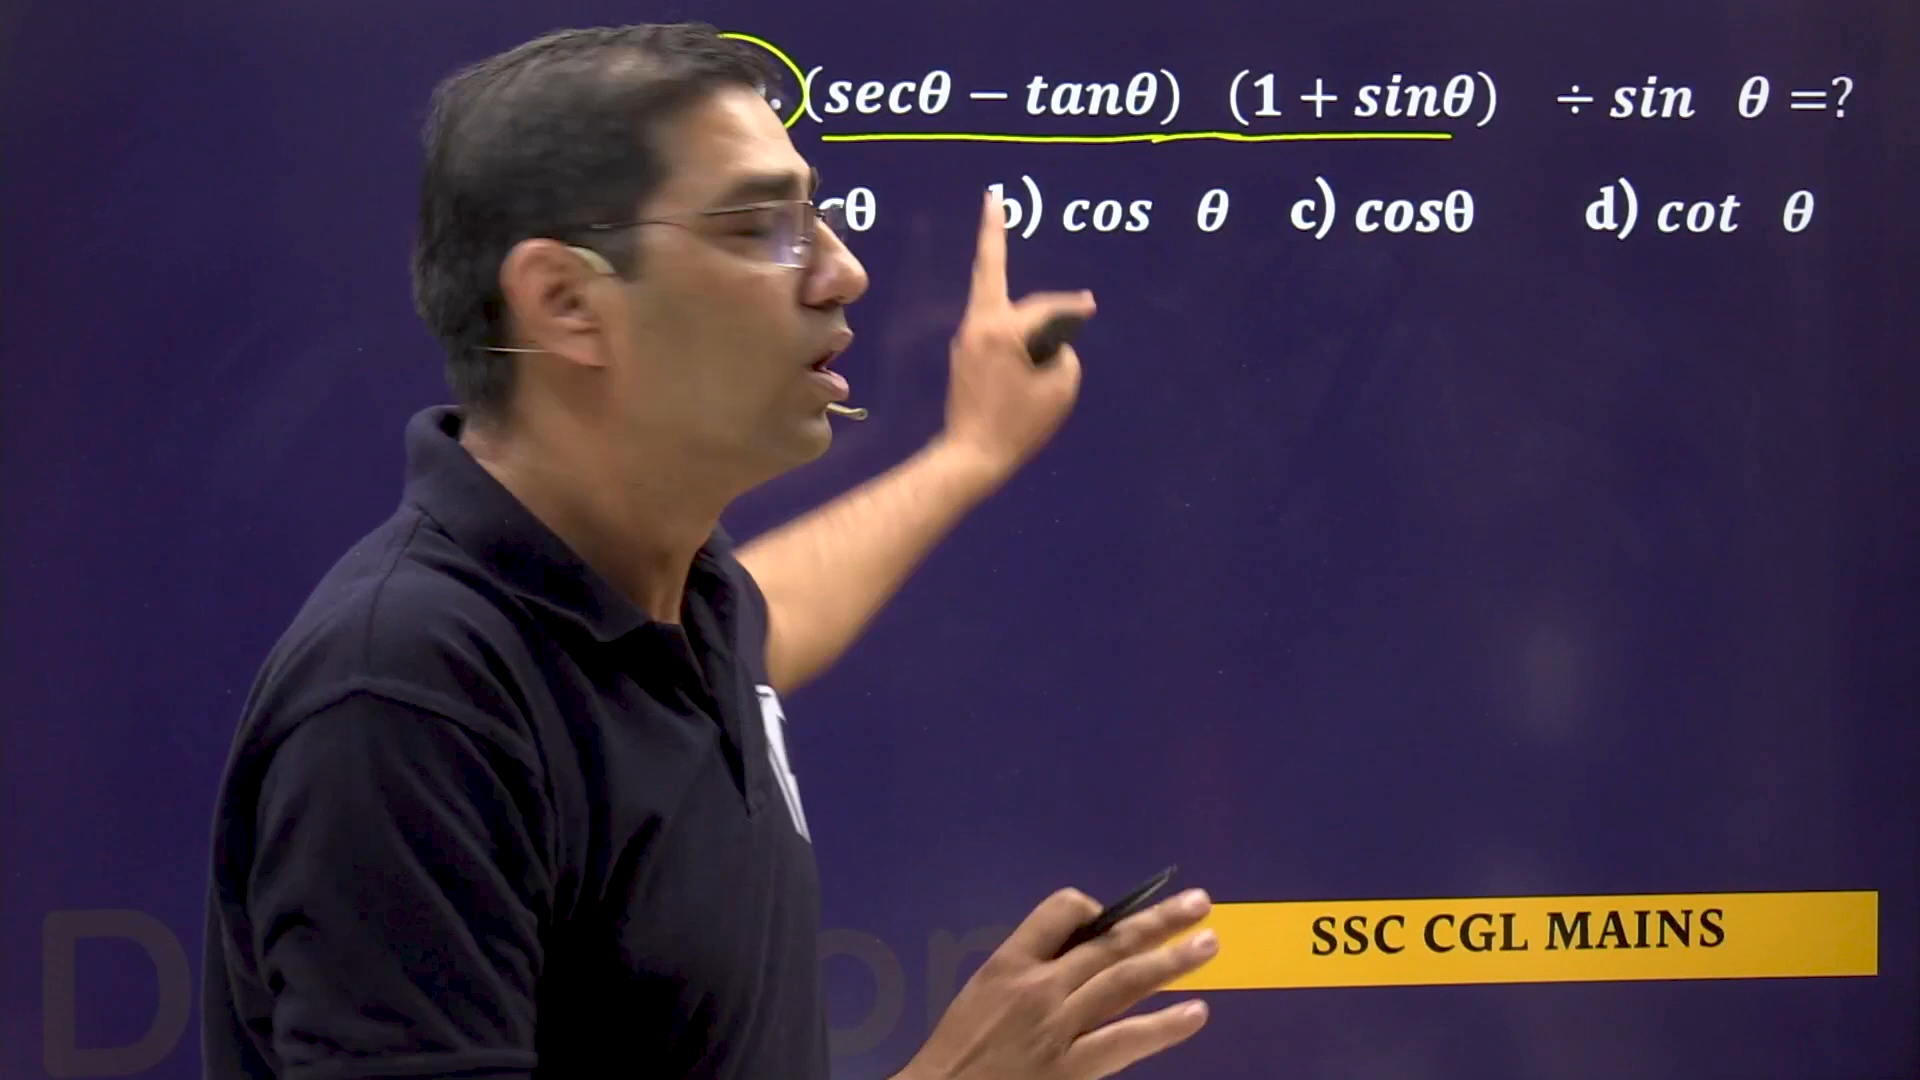 (secθ − tanθ) (1 + sinθ) ÷ sin θ =?
cθ b) cos θ c) cosθ d) cot θ
SSC CGL MAINS